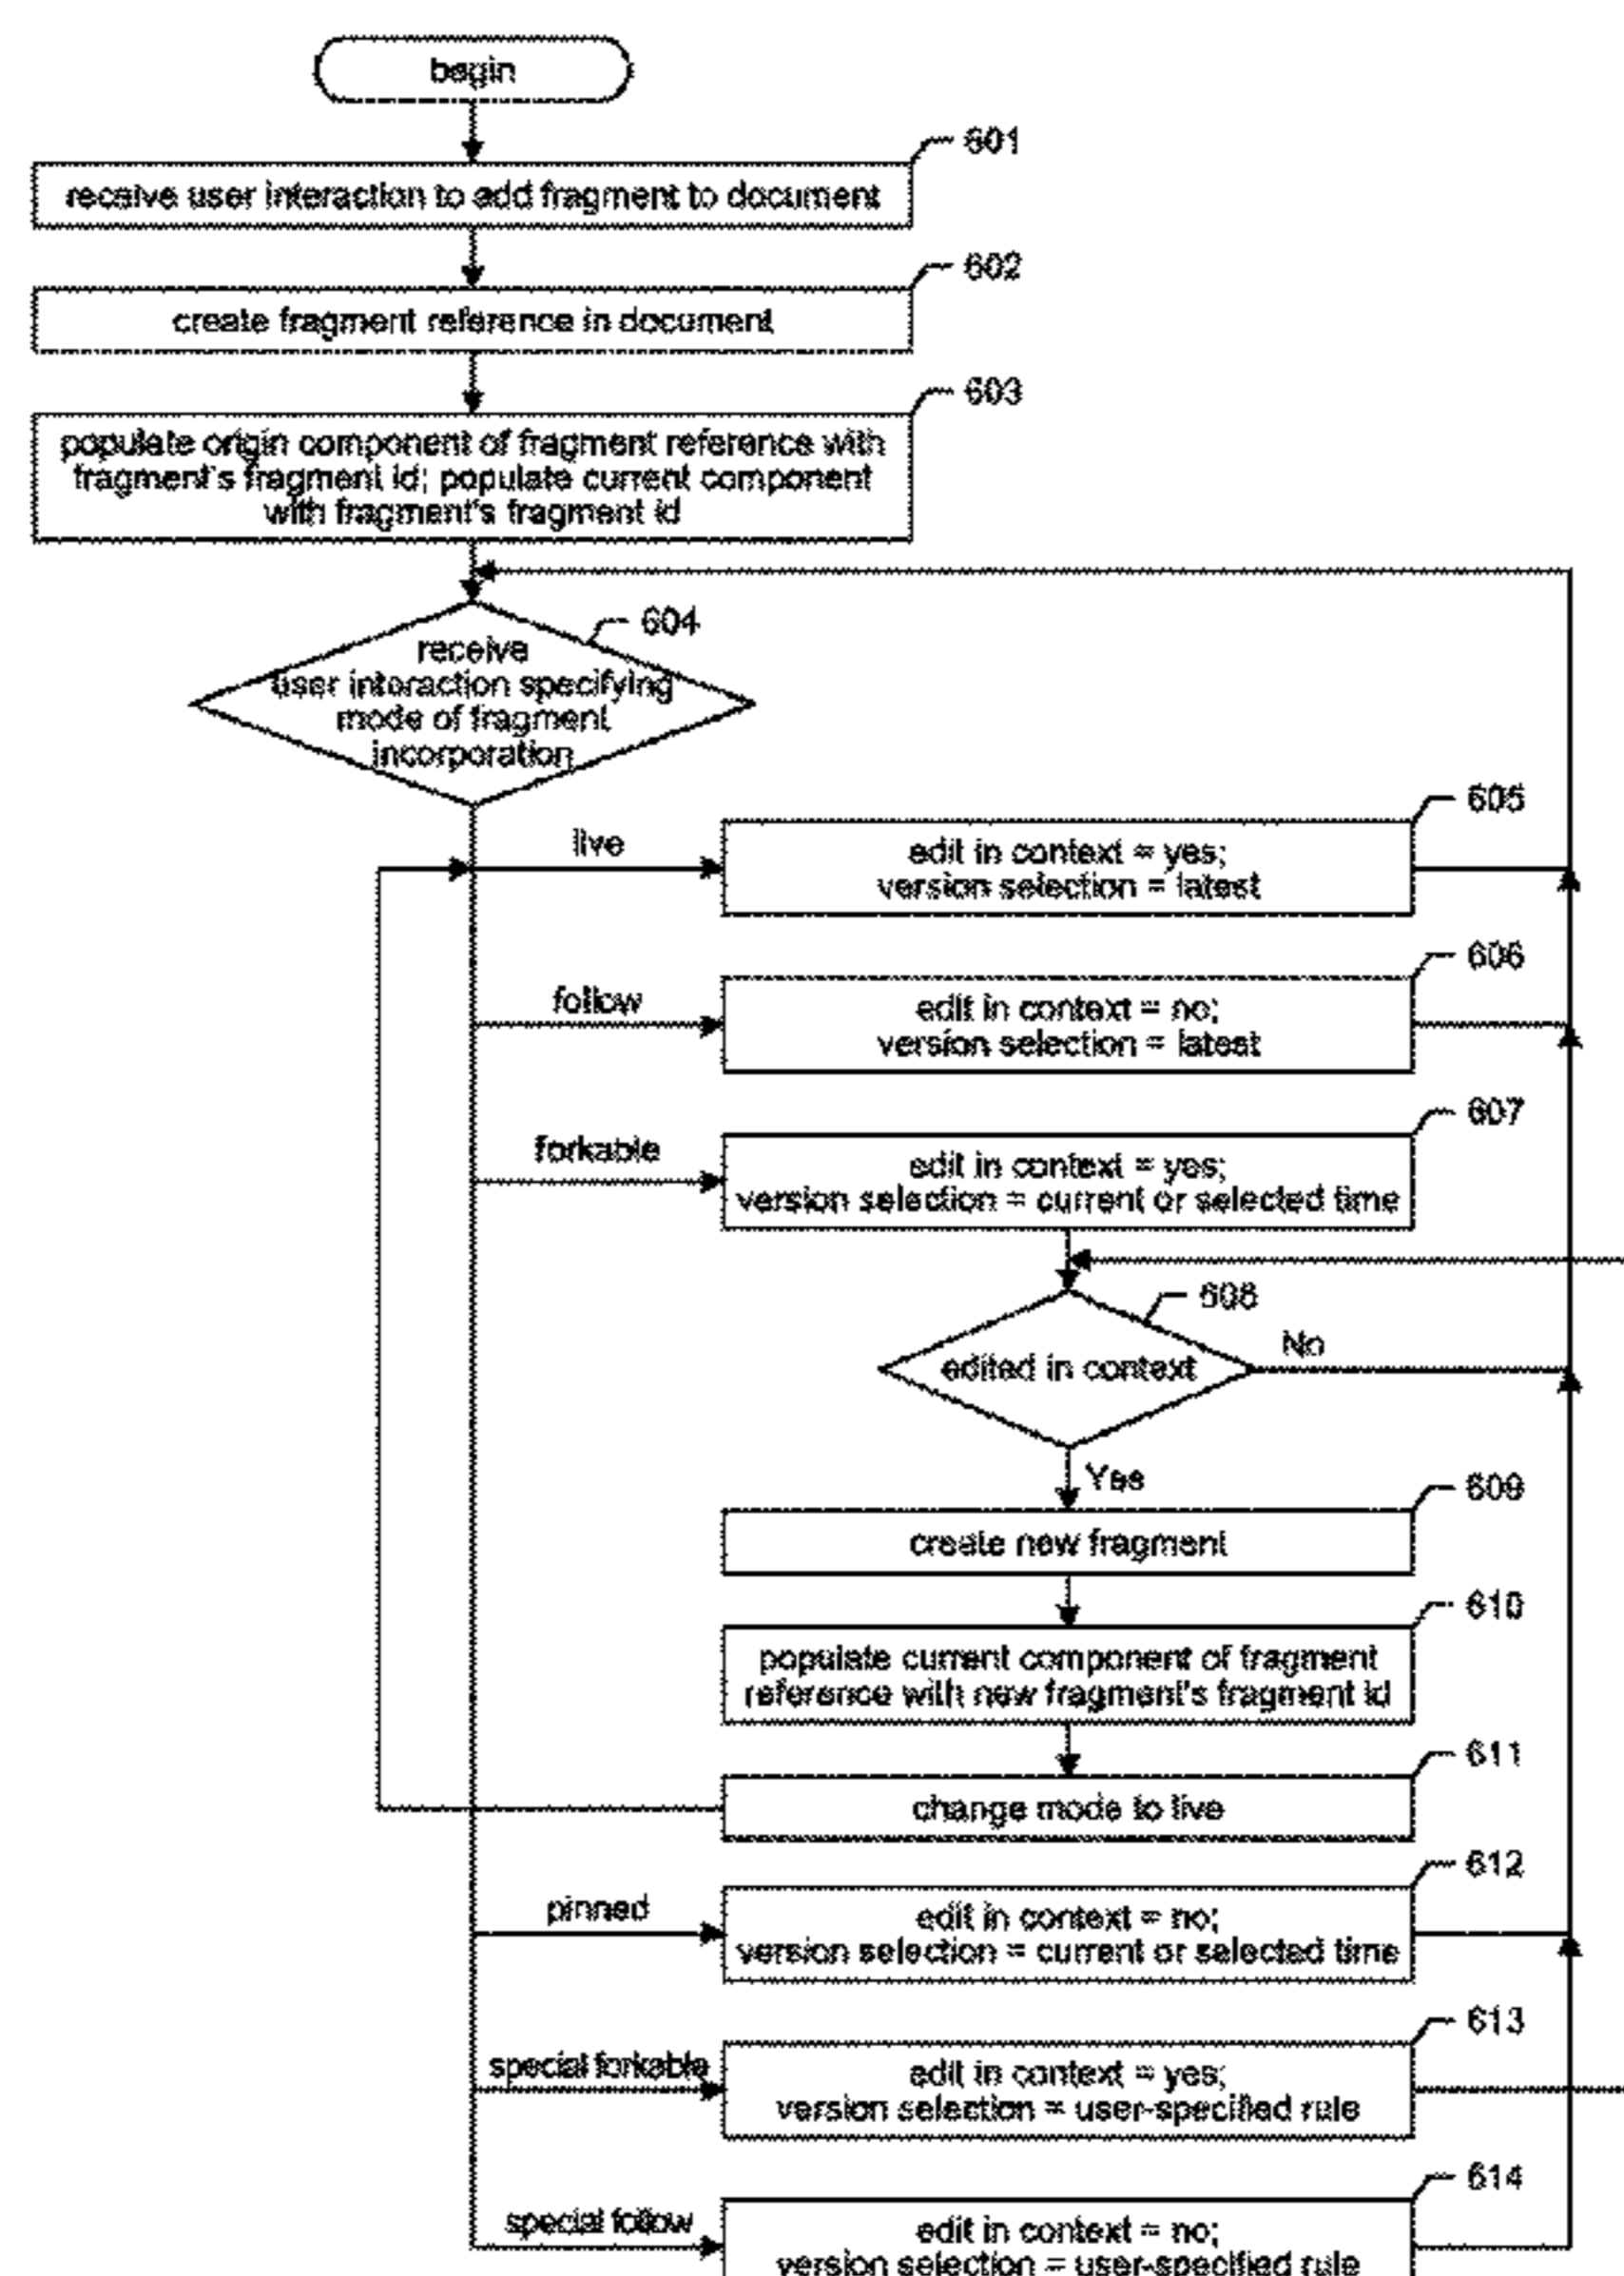 begin
601
receive user interaction to add fragment to document
602
create fragment reference in document
603
populate origin component of fragment reference with
fragment's fragment id; populate current component
with fragment's fragment id
604
receive
user interaction specifying
mode of fragment
incorporation
605
live
edit in context = yes;
version selection = latest
606
follow
edit in context = no;
version selection = latest
607
forkable
edit in context = yes;
version selection = current or selected time
608
edited in context
No
Yes
609
create new fragment
610
populate current component of fragment
reference with new fragment's fragment id
611
change mode to live
612
pinned
edit in context = no;
version selection = current or selected time
613
special forkable
edit in context = yes;
version selection = user-specified rule
614
special follow
edit in context = no;
version selection = user-specified rule